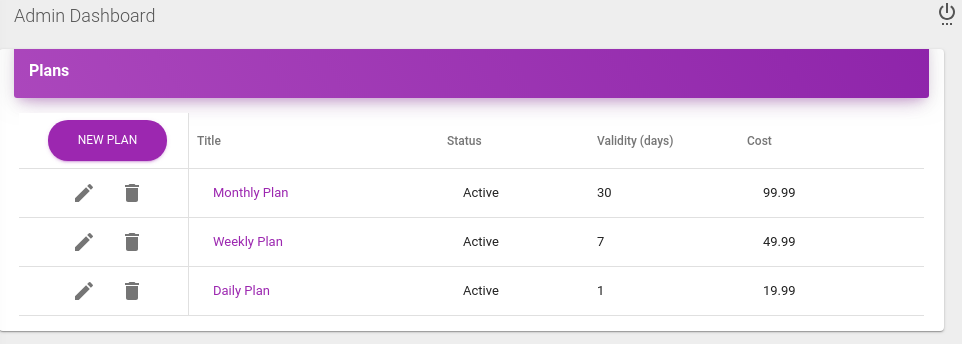 Admin Dashboard
Plans
NEW PLAN Title Status Validity (days) Cost
Monthly Plan Active 30 99.99
Weekly Plan Active 7 49.99
Daily Plan Active 1 19.99